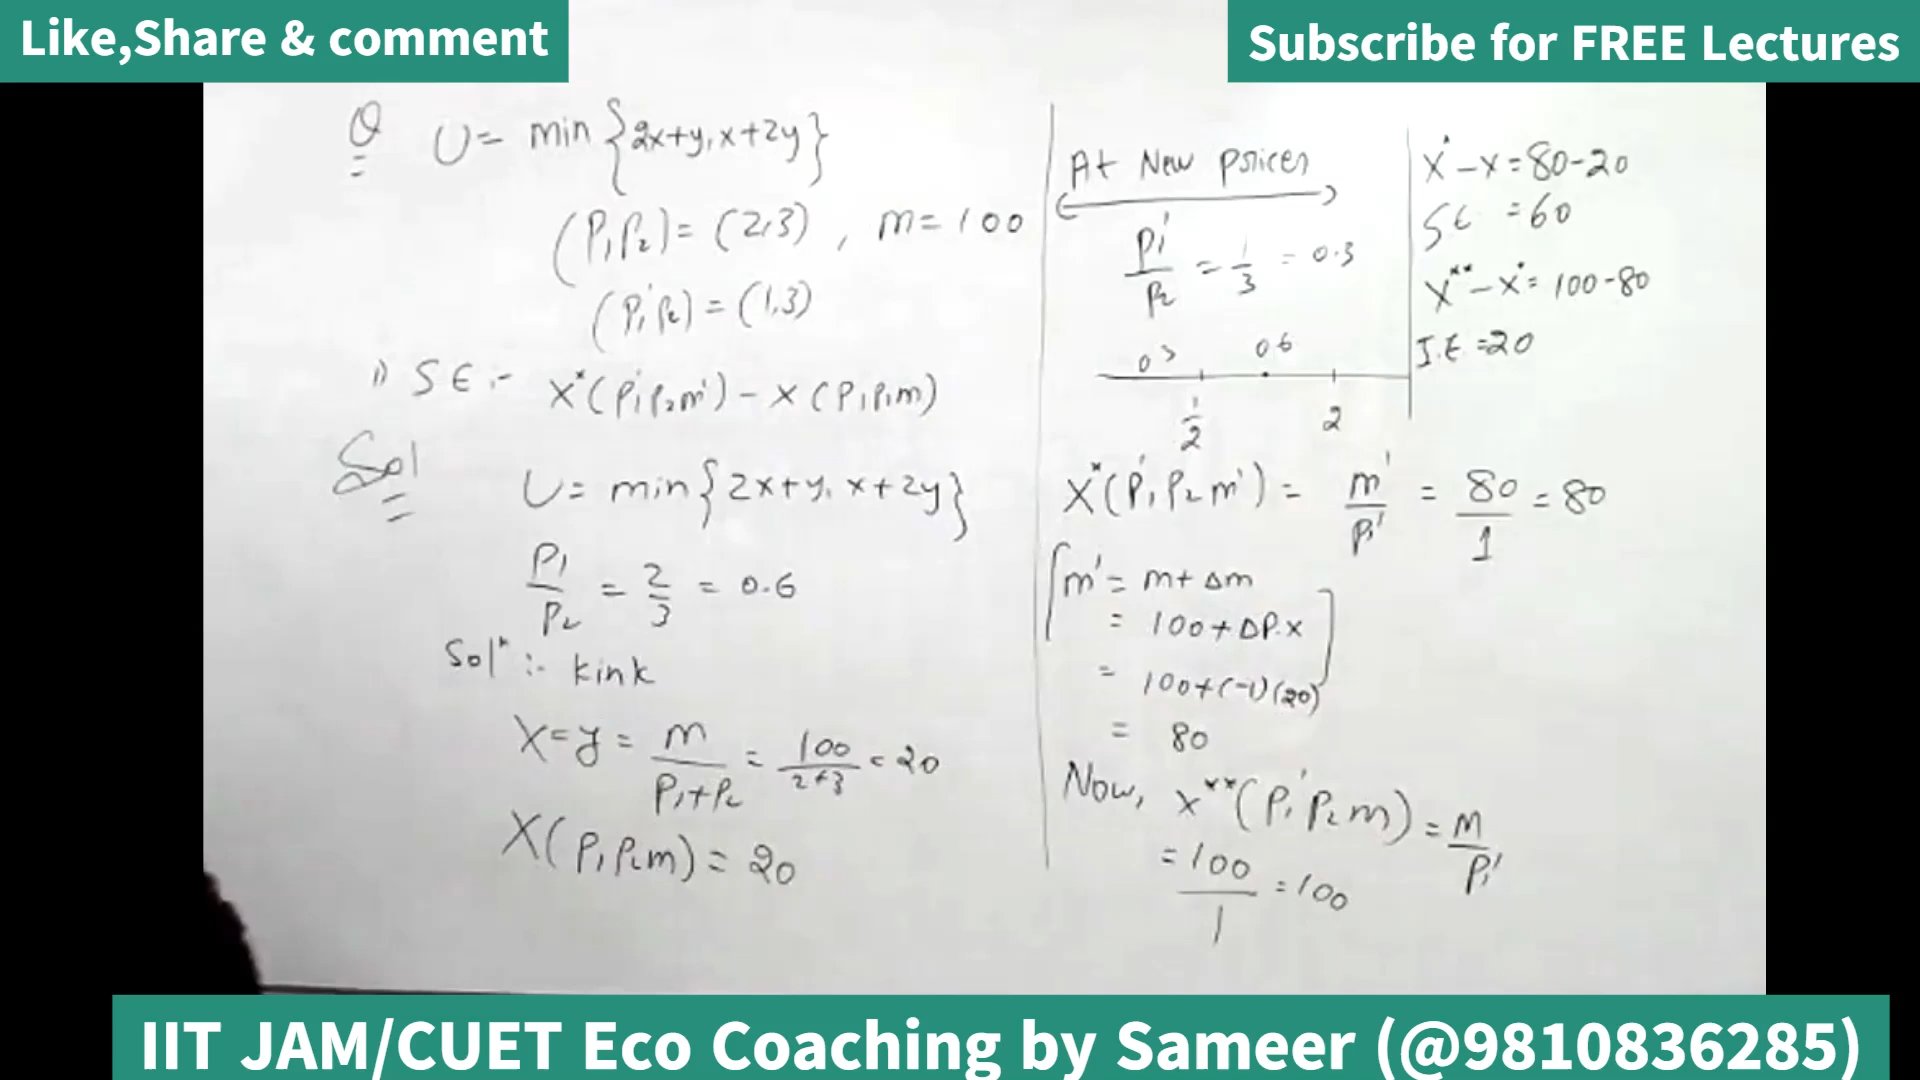 Like,Share & comment
Subscribe for FREE Lectures
Q U = min {2x+y, x+2y}
(P1P2) = (2,3), m = 100
(P1'P2) = (1,3)
1) SE :- X*(P1'P2m') - X(P1P2m)
Sol
U = min {2x+y, x+2y}
P1/P2 = 2/3 = 0.6
Sol* :- Kink
X = y = m/(P1+P2) = 100/(2+3) = 20
X(P1P2m) = 20
At New prices
P1'/P2 = 1/3 = 0.3
0.3 0.6
1/2 2
X*(P1'P2m') = m'/P1' = 80/1 = 80
m' = m + Δm
= 100 + ΔP.X
= 100 + (-1)(20)
= 80
Now, X**(P1'P2m) = m/P1'
= 100/1 = 100
X* - X = 80-20
SE = 60
X** - X* = 100-80
I.E = 20
IIT JAM/CUET Eco Coaching by Sameer (@9810836285)